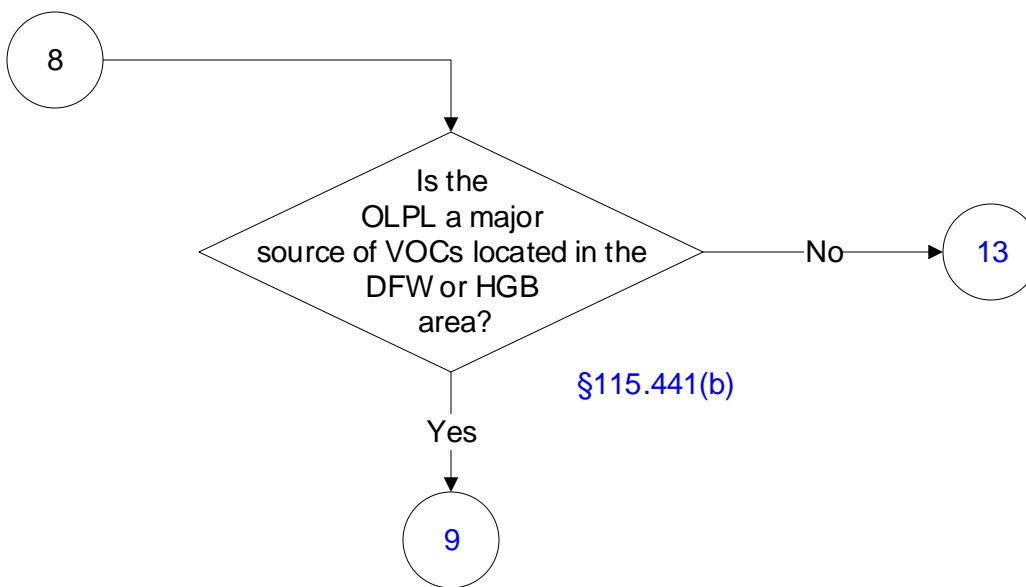 8
Is the
OLPL a major
source of VOCs located in the
DFW or HGB
area?
No
13
§115.441(b)
Yes
9